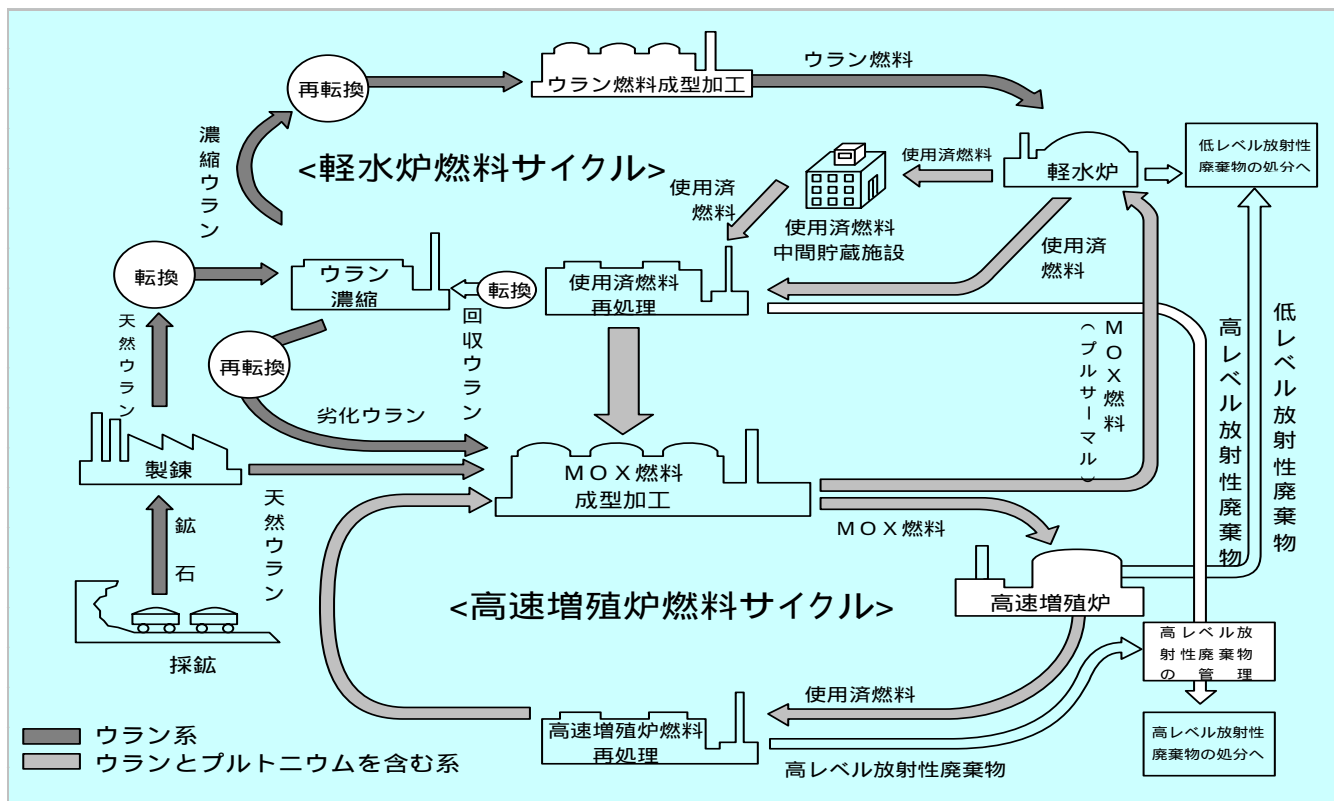 再転換
ウラン燃料成型加工
ウラン燃料
濃縮ウラン
<軽水炉燃料サイクル>
使用済燃料
軽水炉
低レベル放射性
廃棄物の処分へ
使用済
燃料
使用済燃料
中間貯蔵施設
使用済
燃料
転換
ウラン
濃縮
転換
使用済燃料
再処理
天然ウラン
回収ウラン
再転換
劣化ウラン
MOX燃料
(プルサーマル)
高レベル放射性廃棄物
低レベル放射性廃棄物
製錬
MOX燃料
成型加工
天然ウラン
MOX燃料
鉱石
<高速増殖炉燃料サイクル>
高速増殖炉
採鉱
高レベル放
射性廃棄物
の管理
使用済燃料
高速増殖炉燃料
再処理
高レベル放射性廃棄物
高レベル放射性
廃棄物の処分へ
ウラン系
ウランとプルトニウムを含む系